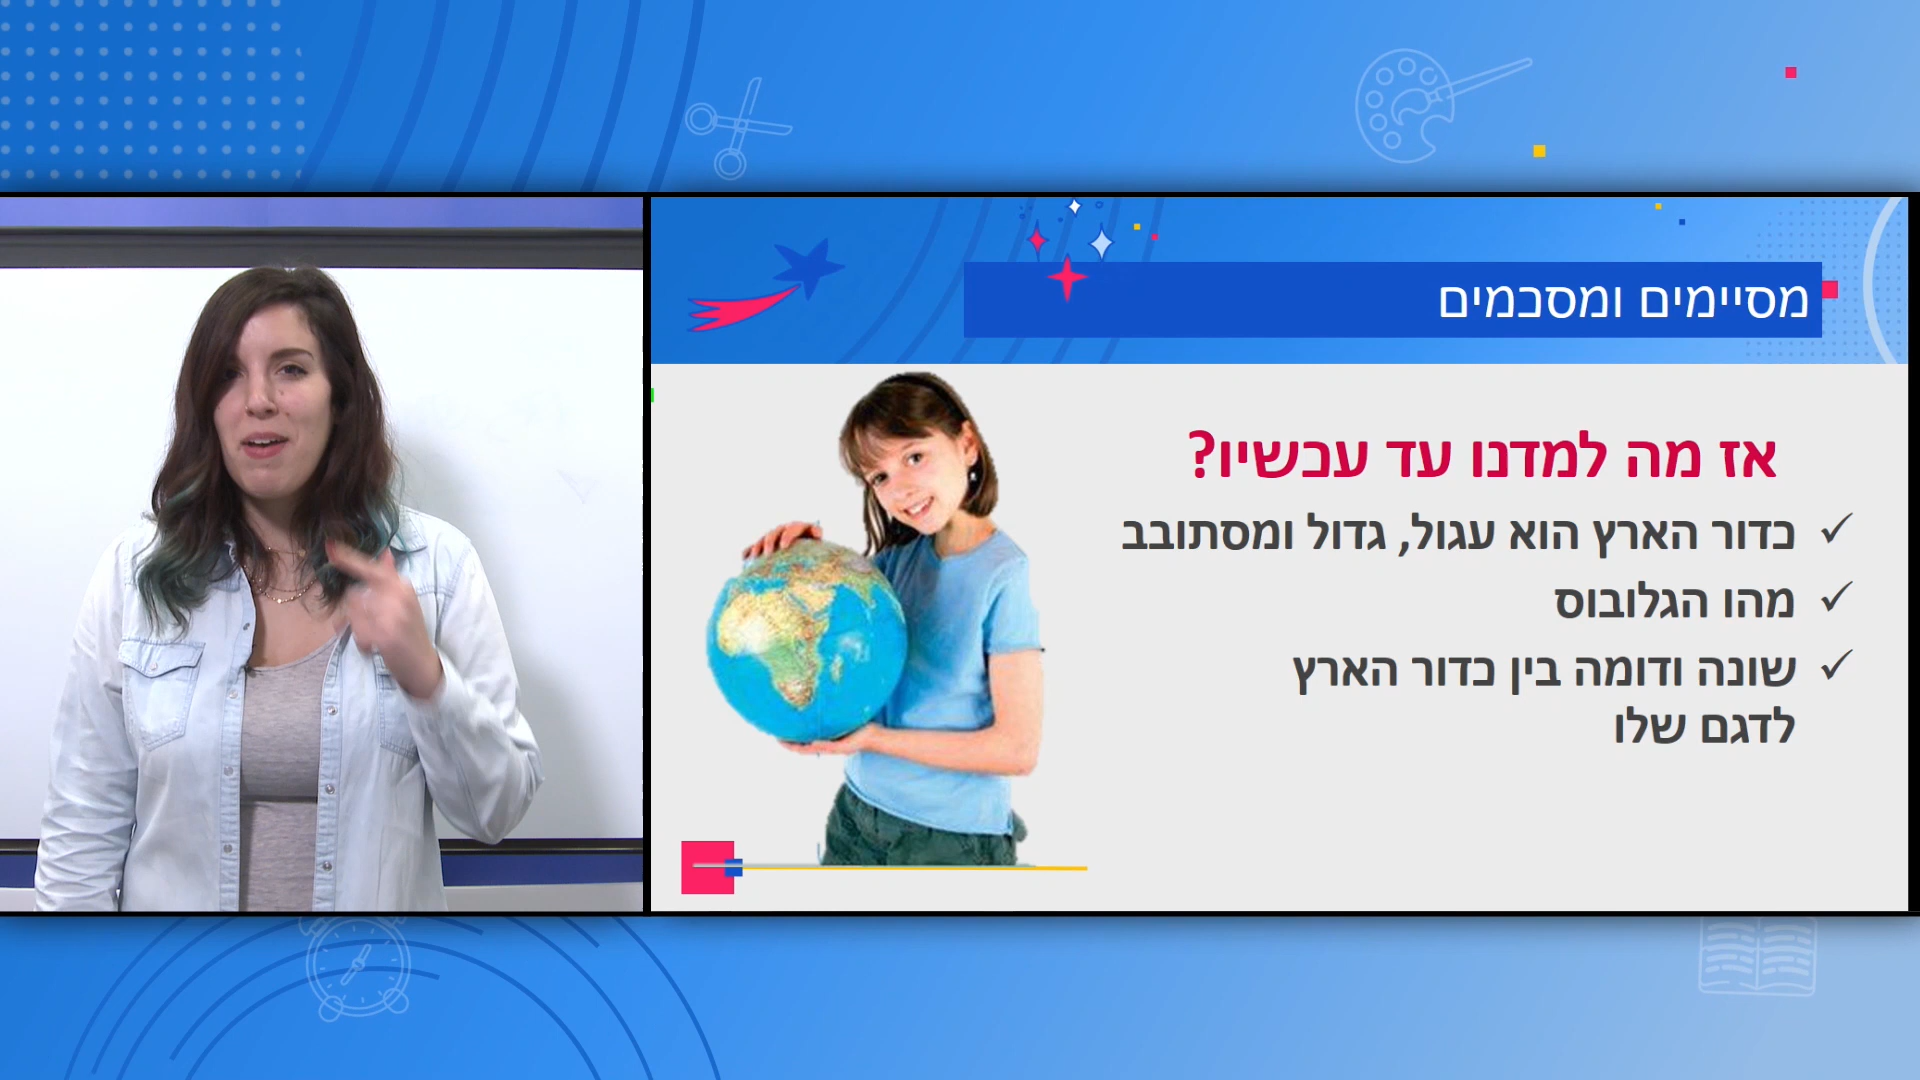 מסיימים ומסכמים
אז מה למדנו עד עכשיו?
✓ כדור הארץ הוא עגול, גדול ומסתובב
✓ מהו הגלובוס
✓ שונה ודומה בין כדור הארץ
לדגם שלו